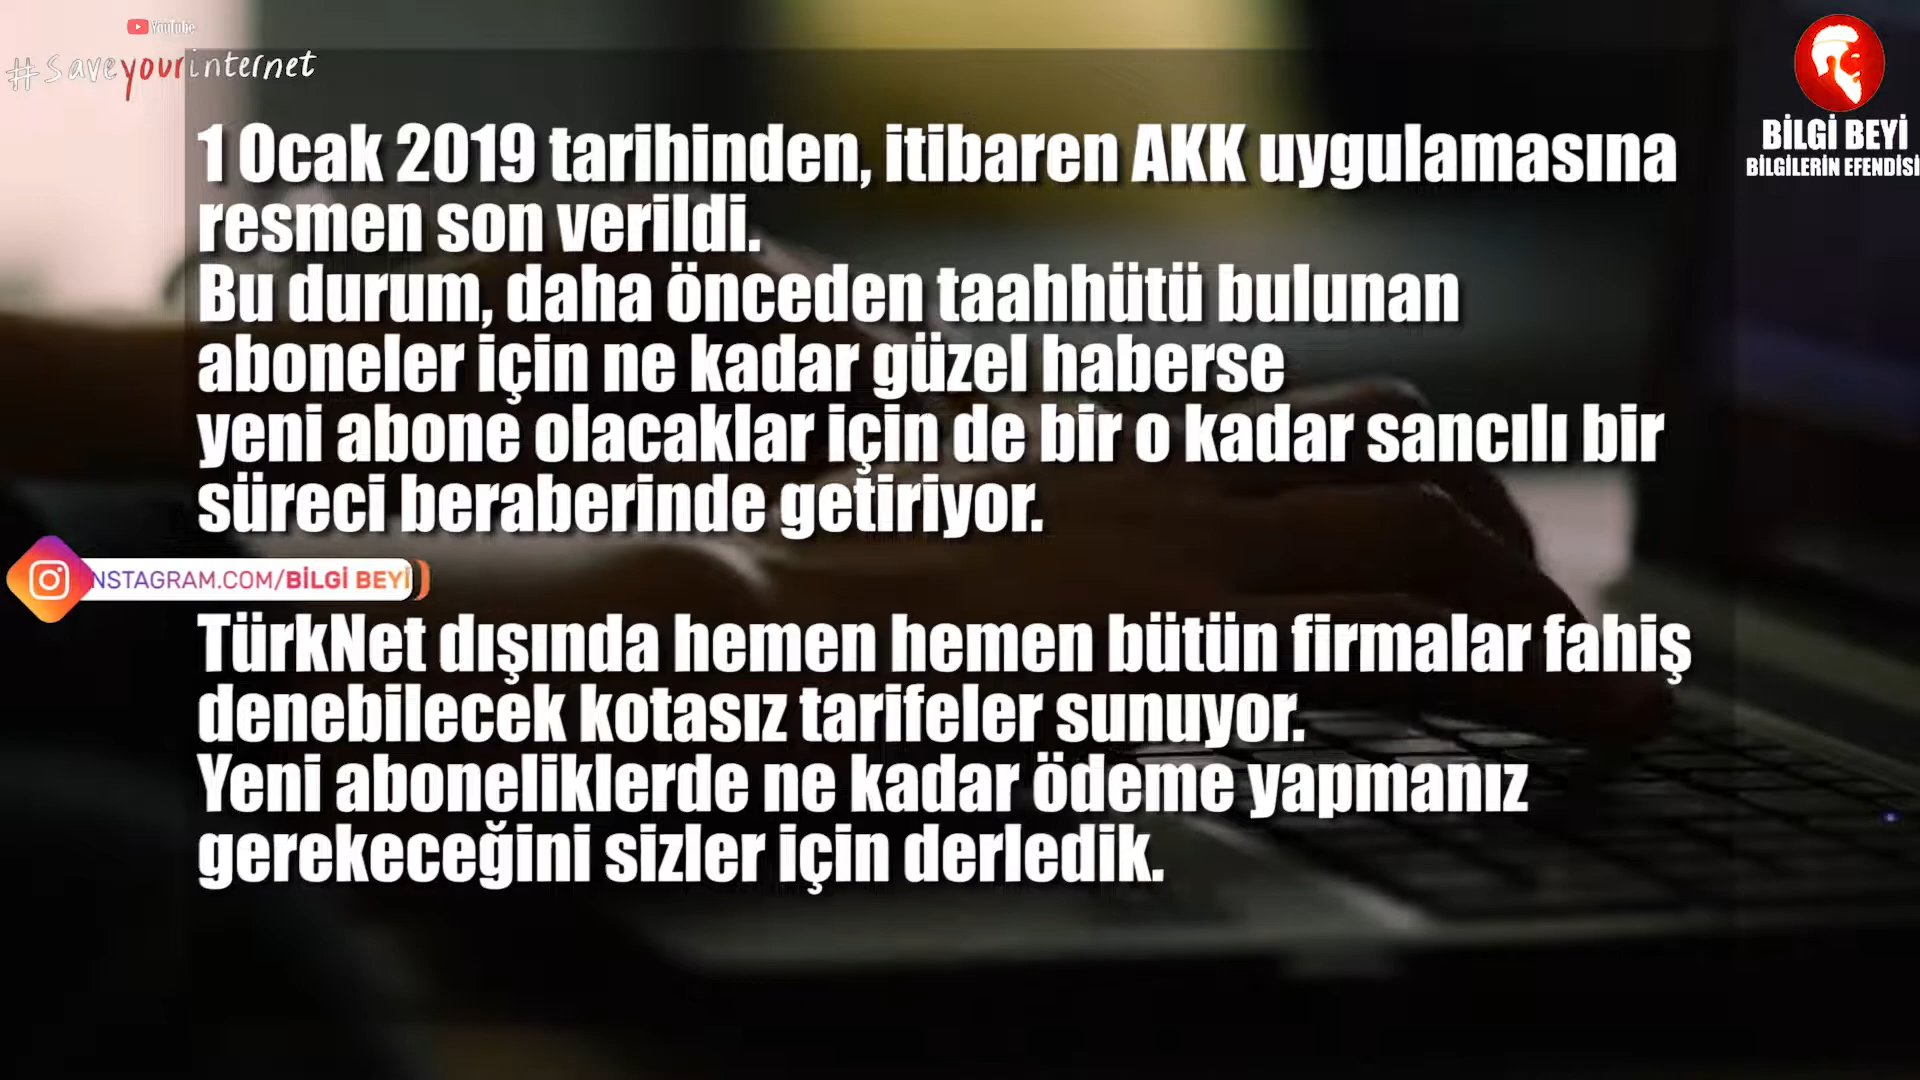 YouTube
#saveyourinternet
BİLGİ BEYİ
BİLGİLERİN EFENDİSİ
1 Ocak 2019 tarihinden, itibaren AKK uygulamasına
resmen son verildi.
Bu durum, daha önceden taahhütü bulunan
aboneler için ne kadar güzel haberse
yeni abone olacaklar için de bir o kadar sancılı bir
süreci beraberinde getiriyor.
NSTAGRAM.COM/BİLGİ BEYİ
TürkNet dışında hemen hemen bütün firmalar fahiş
denebilecek kotasız tarifeler sunuyor.
Yeni aboneliklerde ne kadar ödeme yapmanız
gerekeceğini sizler için derledik.